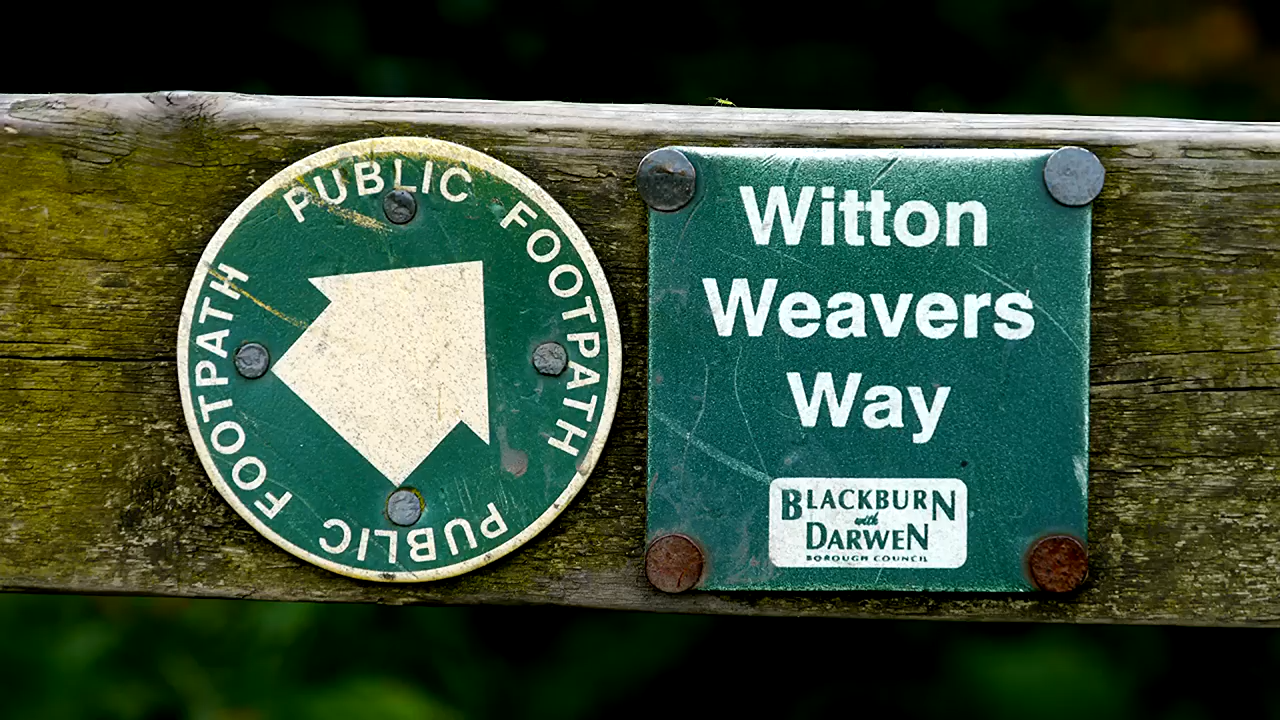 PUBLIC FOOTPATH
PUBLIC FOOTPATH
Witton
Weavers
Way
BLACKBURN
with
DARWEN
BOROUGH COUNCIL